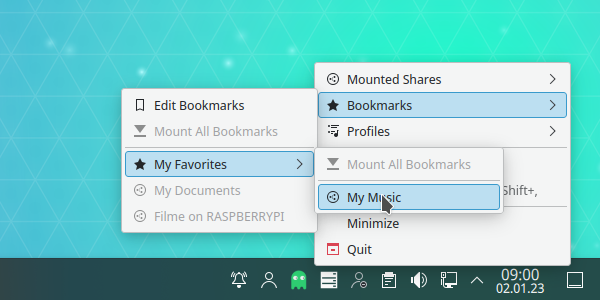 Mounted Shares
Bookmarks
Profiles
Edit Bookmarks
Mount All Bookmarks
My Favorites
My Documents
Filme on RASPBERRYPI
Mount All Bookmarks
My Music
Shift+,
Minimize
Quit
09:00
02.01.23